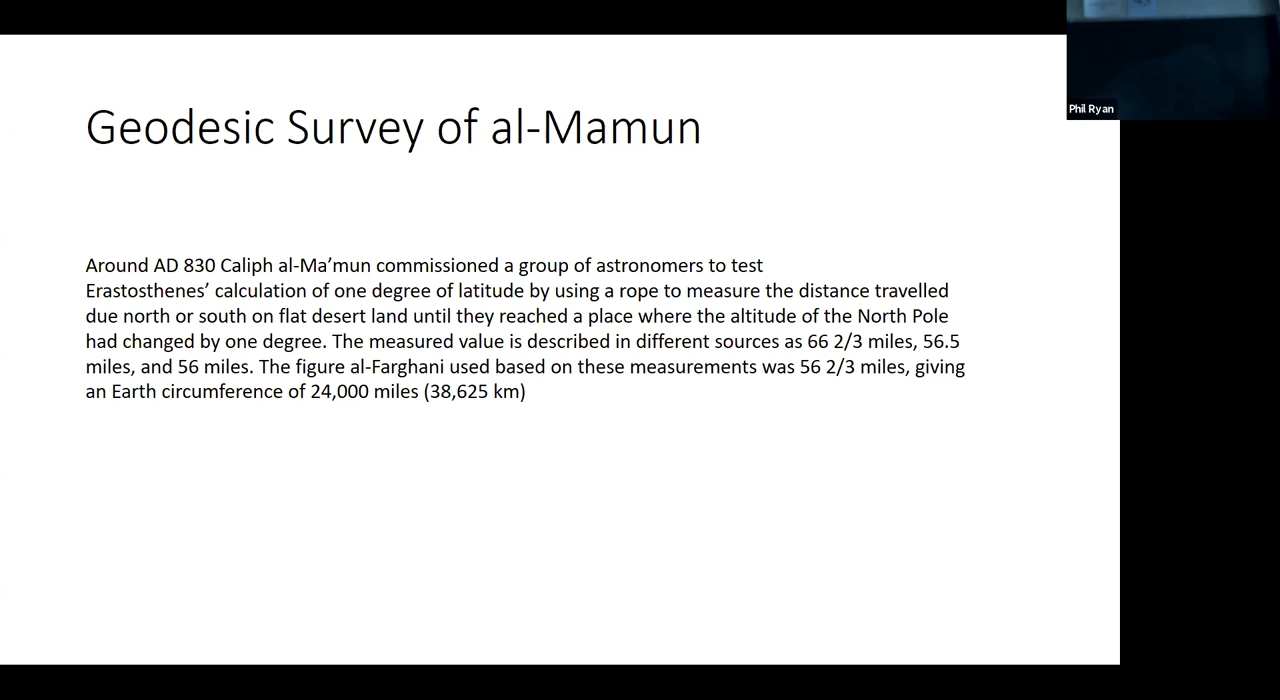 Geodesic Survey of al-Mamun
Phil Ryan
Around AD 830 Caliph al-Ma’mun commissioned a group of astronomers to test
Erastosthenes’ calculation of one degree of latitude by using a rope to measure the distance travelled
due north or south on flat desert land until they reached a place where the altitude of the North Pole
had changed by one degree. The measured value is described in different sources as 66 2/3 miles, 56.5
miles, and 56 miles. The figure al-Farghani used based on these measurements was 56 2/3 miles, giving
an Earth circumference of 24,000 miles (38,625 km)